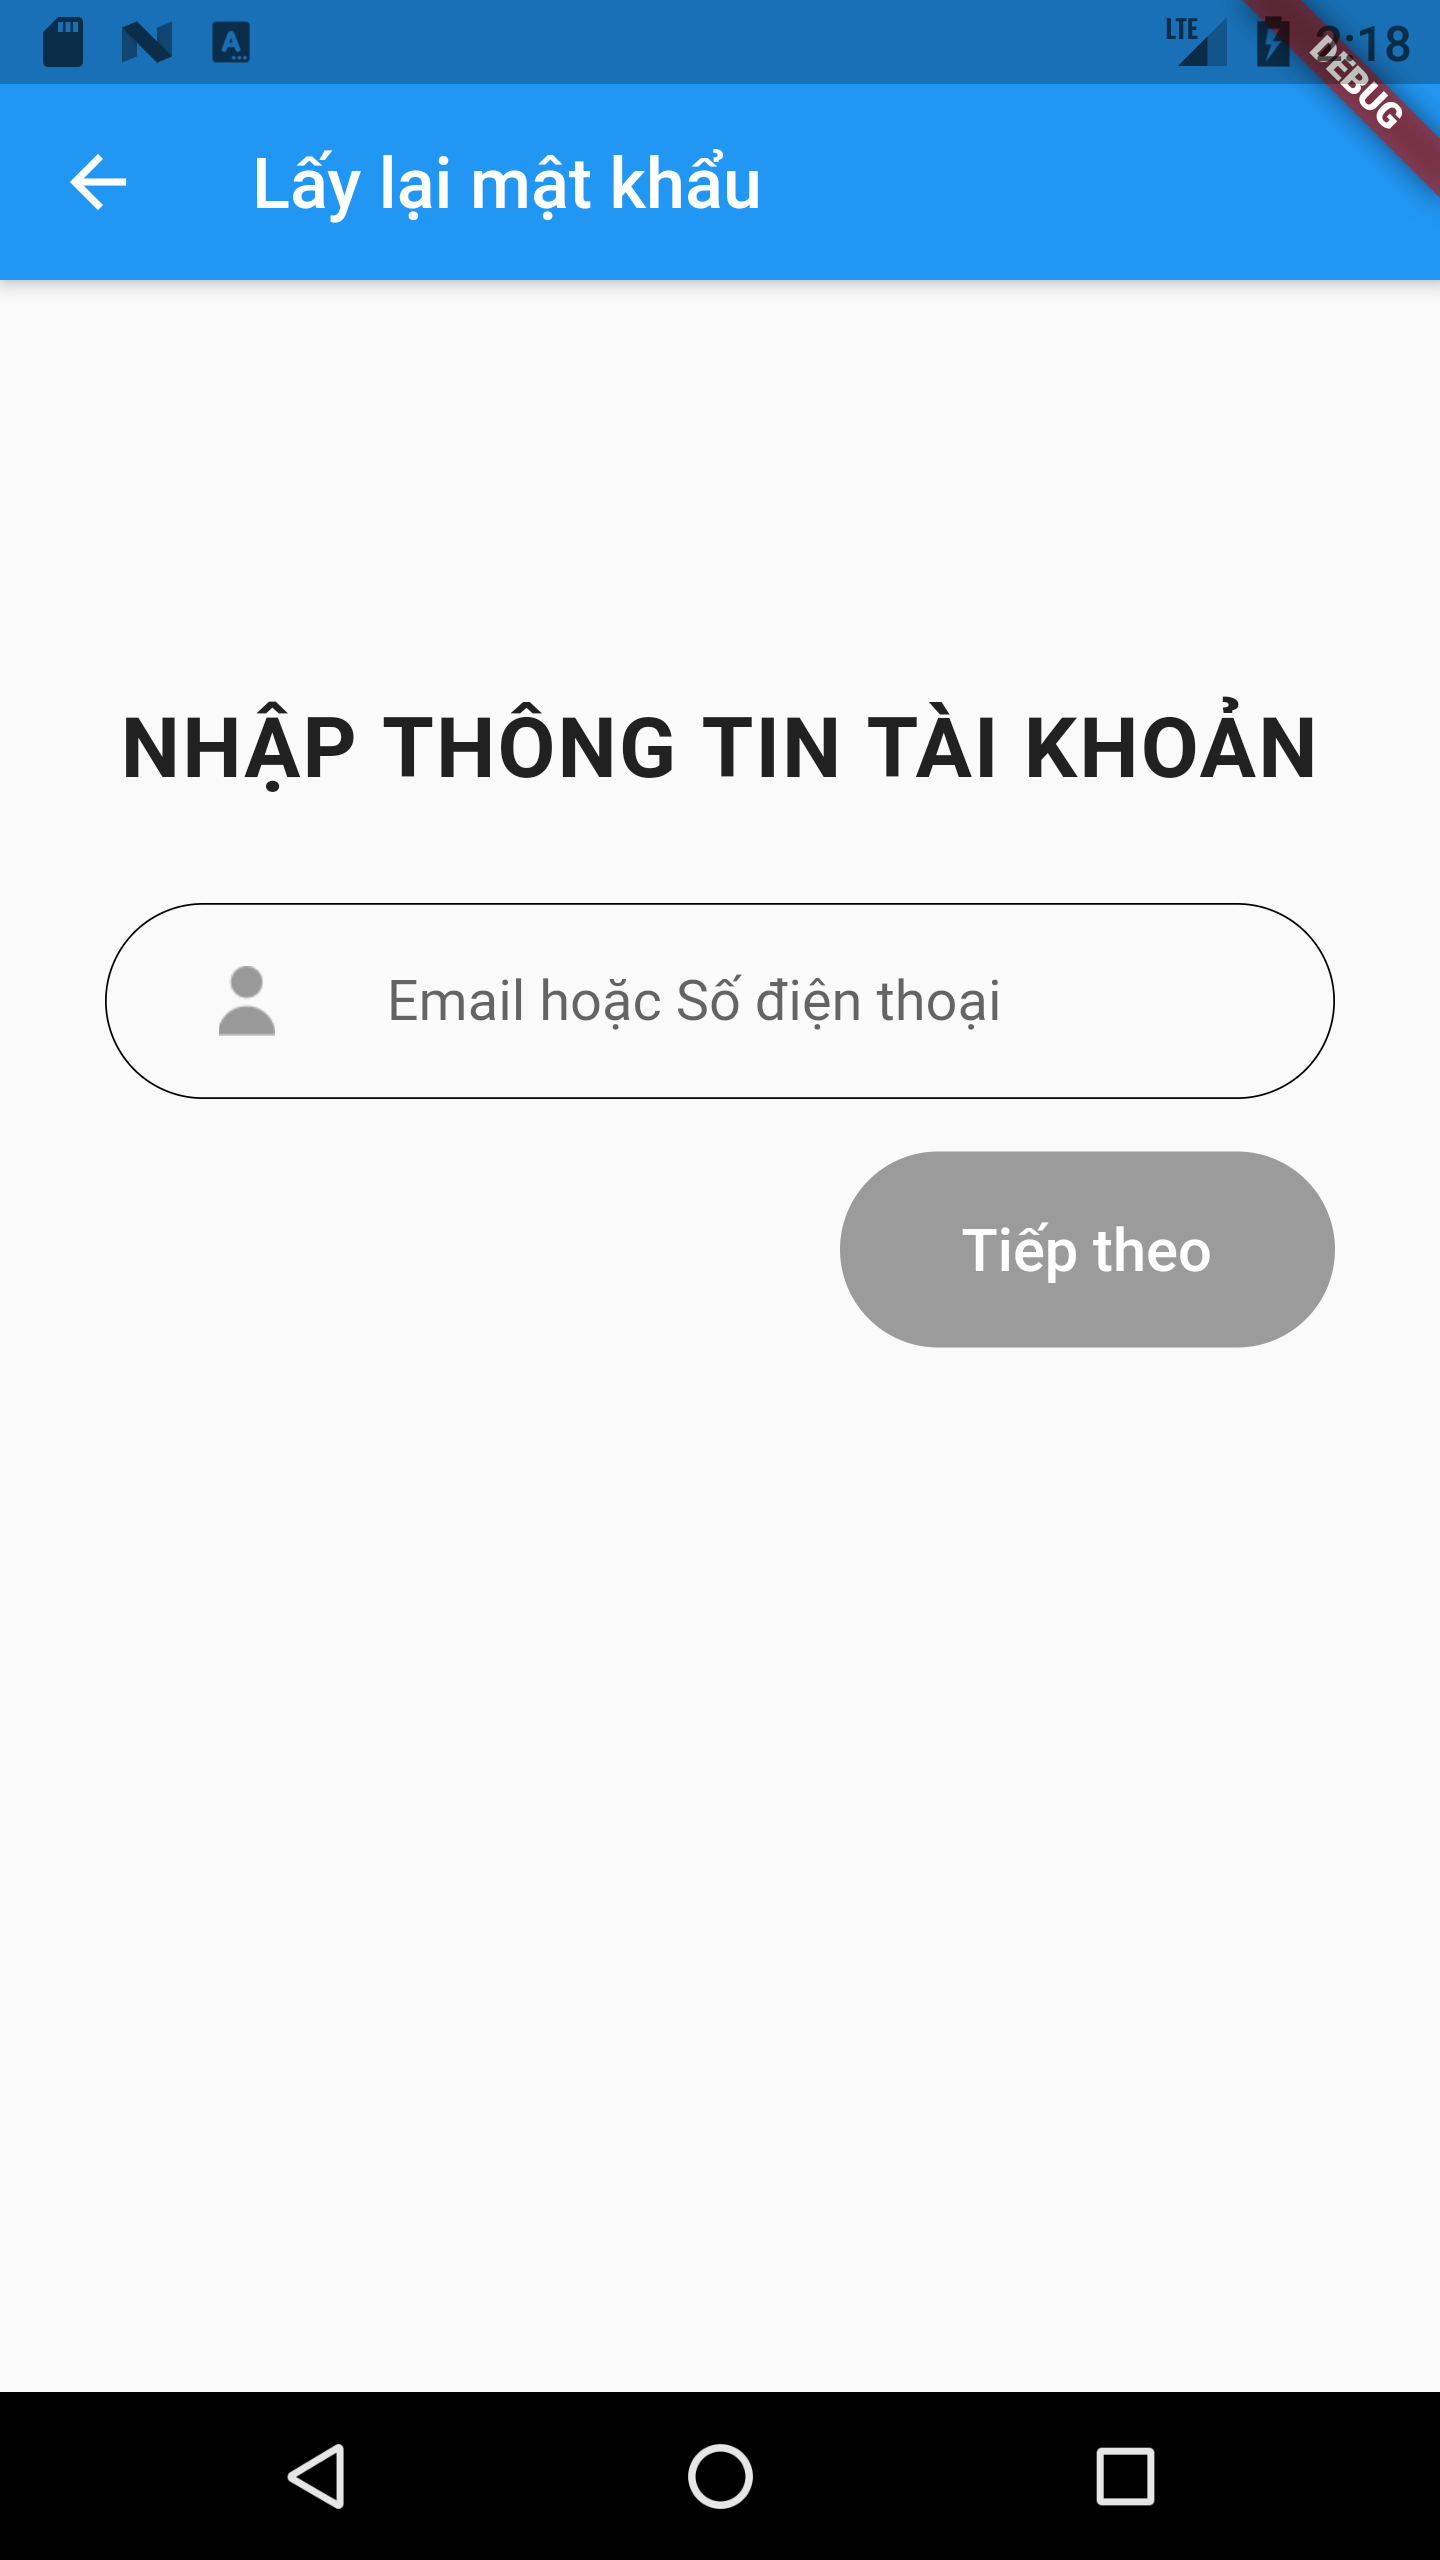 LTE 2:18
DEBUG
Lấy lại mật khẩu
NHẬP THÔNG TIN TÀI KHOẢN
Email hoặc Số điện thoại
Tiếp theo